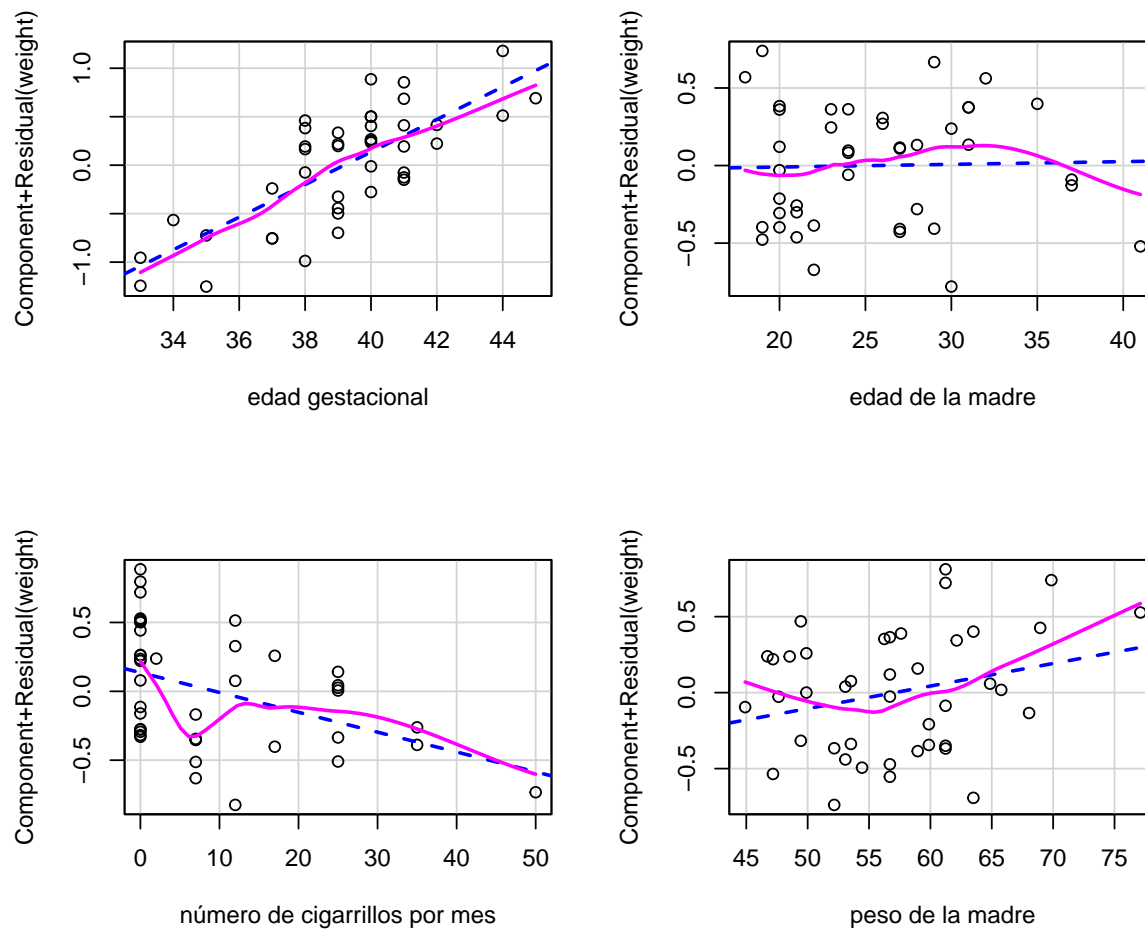 Component+Residual(weight)
1.0
0.0
−1.0
34 36 38 40 42 44
edad gestacional
Component+Residual(weight)
0.5
0.0
−0.5
20 25 30 35 40
edad de la madre
Component+Residual(weight)
0.5
0.0
−0.5
0 10 20 30 40 50
número de cigarrillos por mes
Component+Residual(weight)
0.5
0.0
−0.5
45 50 55 60 65 70 75
peso de la madre